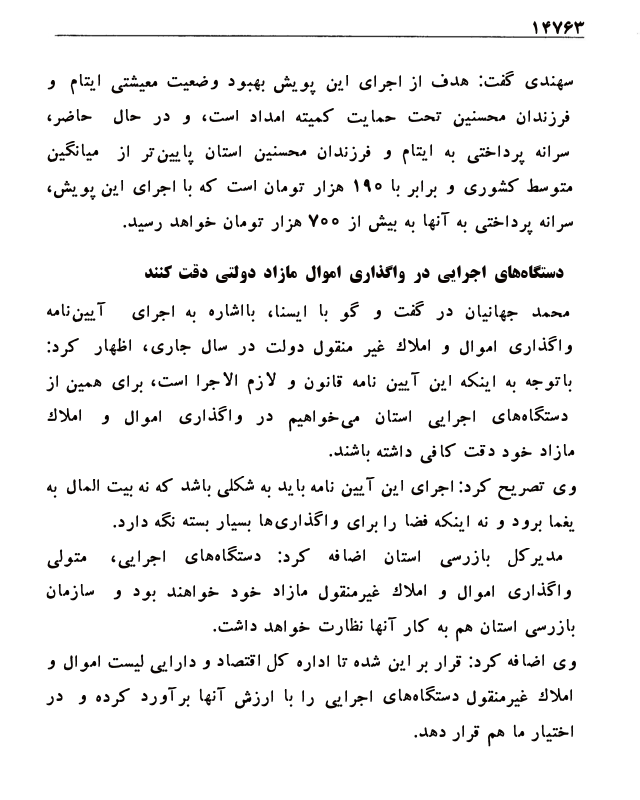 ۱۴۷۶۳
سهندی گفت: هدف از اجرای این پویش بهبود وضعیت معیشتی ایتام و
فرزندان محسنین تحت حمایت کمیته امداد است، و در حال حاضر،
سرانه پرداختی به ایتام و فرزندان محسنین استان پایین‌تر از میانگین
متوسط کشوری و برابر با ۱۹۰ هزار تومان است که با اجرای این پویش،
سرانه پرداختی به آنها به بیش از ۷۰۰ هزار تومان خواهد رسید.
دستگاه‌های اجرایی در واگذاری اموال مازاد دولتی دقت کنند
محمد جهانیان در گفت و گو با ایسنا، بااشاره به اجرای آیین‌نامه
واگذاری اموال و املاك غیر منقول دولت در سال جاری، اظهار کرد:
باتوجه به اینکه این آیین نامه قانون و لازم الاجرا است، برای همین از
دستگاه‌های اجرایی استان می‌خواهیم در واگذاری اموال و املاك
مازاد خود دقت کافی داشته باشند.
وی تصریح کرد: اجرای این آیین نامه باید به شکلی باشد که نه بیت المال به
یغما برود و نه اینکه فضا را برای واگذاری‌ها بسیار بسته نگه دارد.
مدیرکل بازرسی استان اضافه کرد: دستگاه‌های اجرایی، متولی
واگذاری اموال و املاك غیرمنقول مازاد خود خواهند بود و سازمان
بازرسی استان هم به کار آنها نظارت خواهد داشت.
وی اضافه کرد: قرار بر این شده تا اداره کل اقتصاد و دارایی لیست اموال و
املاك غیرمنقول دستگاه‌های اجرایی را با ارزش آنها برآورد کرده و در
اختیار ما هم قرار دهد.